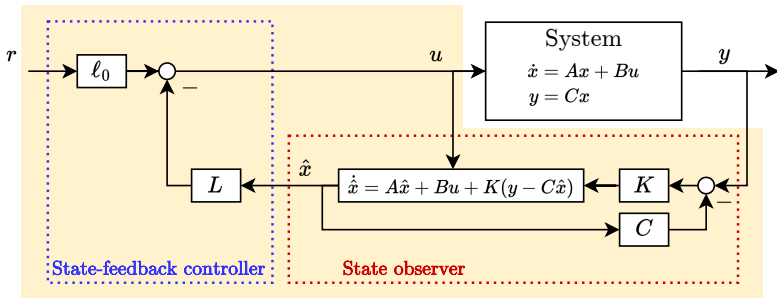 System
r
ℓ₀
−
u
ẋ = Ax + Bu
y = Cx
y
L
x̂
x̂̇ = Ax̂ + Bu + K(y − Cx̂)
K
−
C
State-feedback controller
State observer